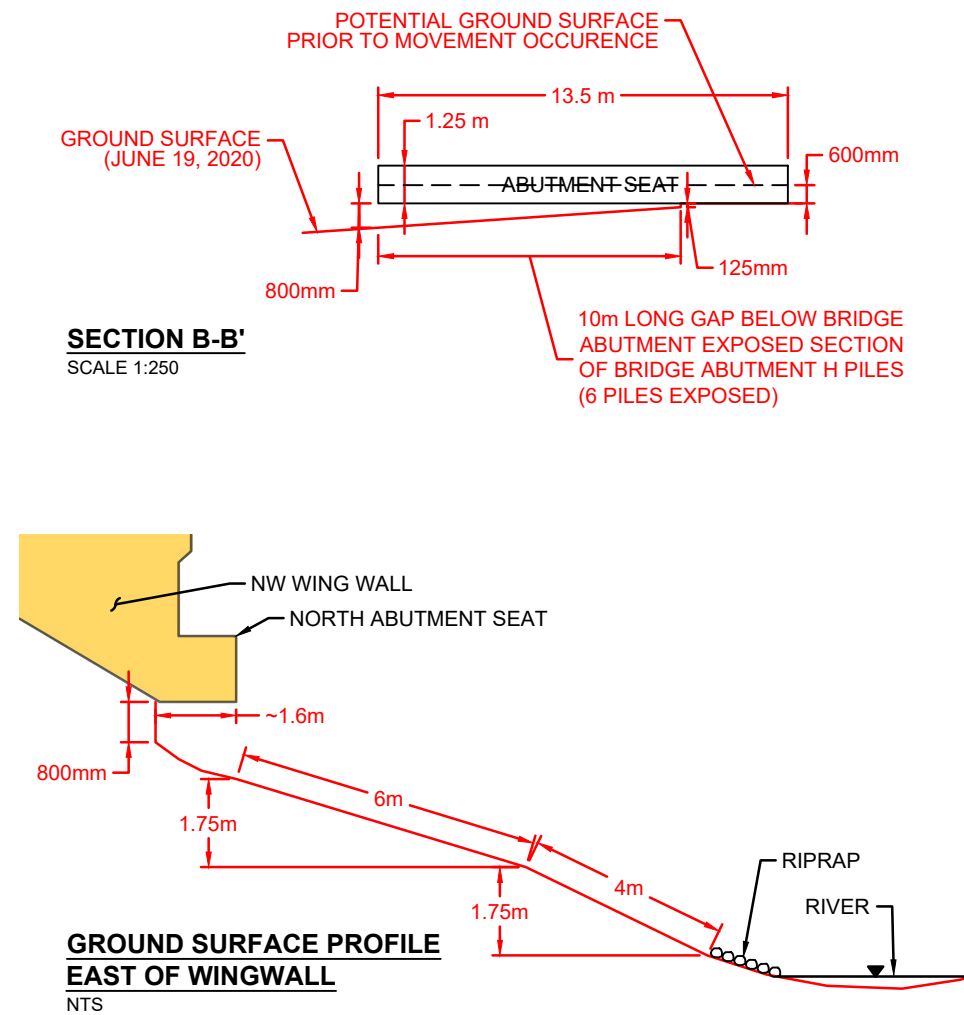 POTENTIAL GROUND SURFACE
PRIOR TO MOVEMENT OCCURENCE
13.5 m
1.25 m
GROUND SURFACE
(JUNE 19, 2020)
600mm
ABUTMENT SEAT
125mm
800mm
10m LONG GAP BELOW BRIDGE
ABUTMENT EXPOSED SECTION
OF BRIDGE ABUTMENT H PILES
(6 PILES EXPOSED)
SECTION B-B'
SCALE 1:250
NW WING WALL
NORTH ABUTMENT SEAT
~1.6m
800mm
6m
1.75m
4m
RIPRAP
RIVER
1.75m
GROUND SURFACE PROFILE
EAST OF WINGWALL
NTS